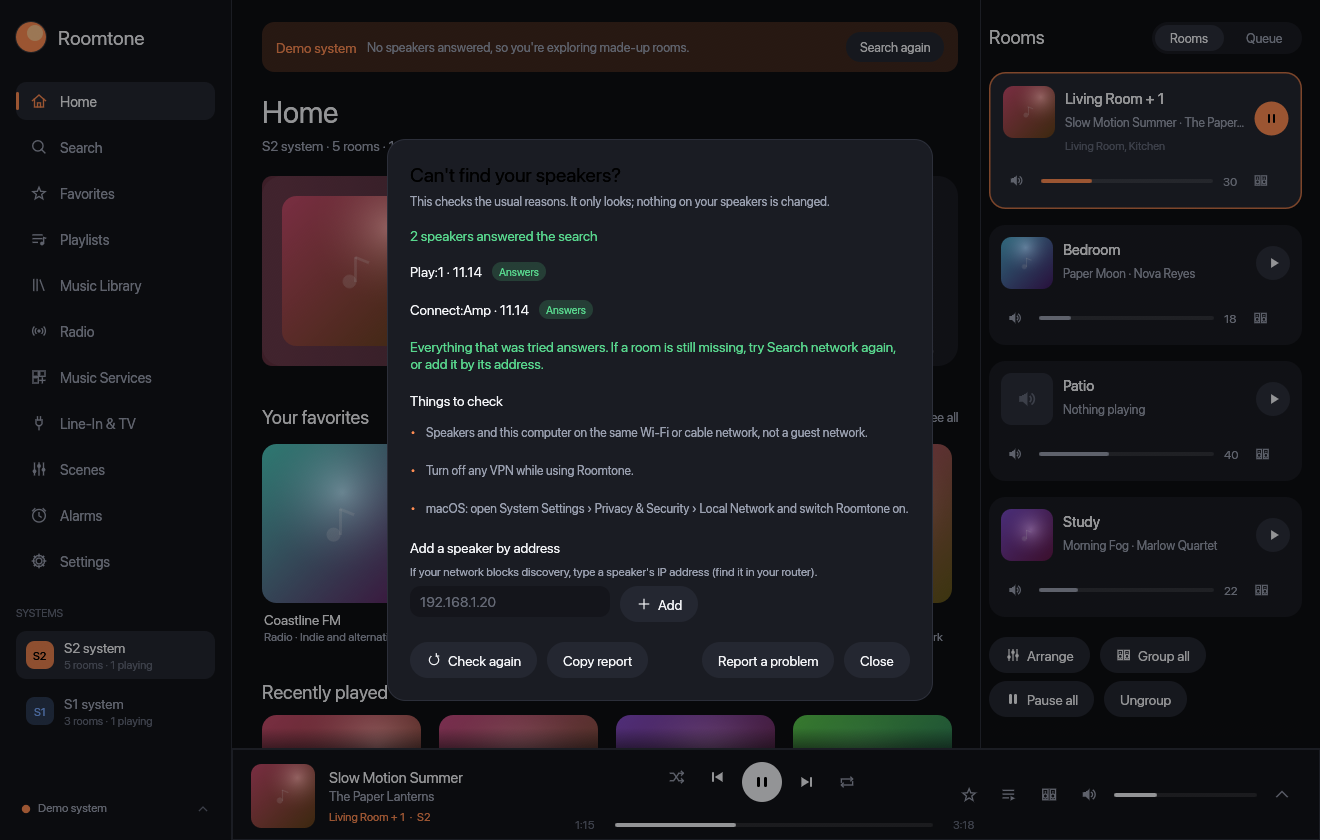 Roomtone
Home
Search
Favorites
Playlists
Music Library
Radio
Music Services
Line-In & TV
Scenes
Alarms
Settings
SYSTEMS
S2
S2 system
5 rooms · 1 playing
S1
S1 system
3 rooms · 1 playing
Demo system
Demo system No speakers answered, so you're exploring made-up rooms.
Search again
Home
S2 system · 5 rooms · 1
Can't find your speakers?
This checks the usual reasons. It only looks; nothing on your speakers is changed.
2 speakers answered the search
Play:1 · 11.14 Answers
Connect:Amp · 11.14 Answers
Everything that was tried answers. If a room is still missing, try Search network again,
or add it by its address.
Things to check
• Speakers and this computer on the same Wi-Fi or cable network, not a guest network.
• Turn off any VPN while using Roomtone.
• macOS: open System Settings › Privacy & Security › Local Network and switch Roomtone on.
Add a speaker by address
If your network blocks discovery, type a speaker's IP address (find it in your router).
192.168.1.20
Add
Check again
Copy report
Report a problem
Close
Your favorites
ee all
Coastline FM
Radio · Indie and alternati
rk
Recently played
Rooms
Rooms
Queue
Living Room + 1
Slow Motion Summer · The Paper...
Living Room, Kitchen
30
Bedroom
Paper Moon · Nova Reyes
18
Patio
Nothing playing
40
Study
Morning Fog · Marlow Quartet
22
Arrange
Group all
Pause all
Ungroup
Slow Motion Summer
The Paper Lanterns
Living Room + 1 · S2
1:15
3:18